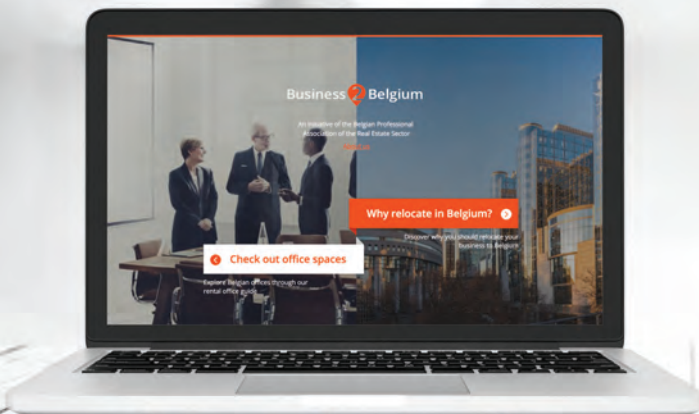 Business 2 Belgium
An initiative of the Belgian Professional
Association of the Real Estate Sector
Why relocate in Belgium?
Discover why you should relocate your
business to Belgium
Check out office spaces
Explore Belgian offices through our
rental office guide